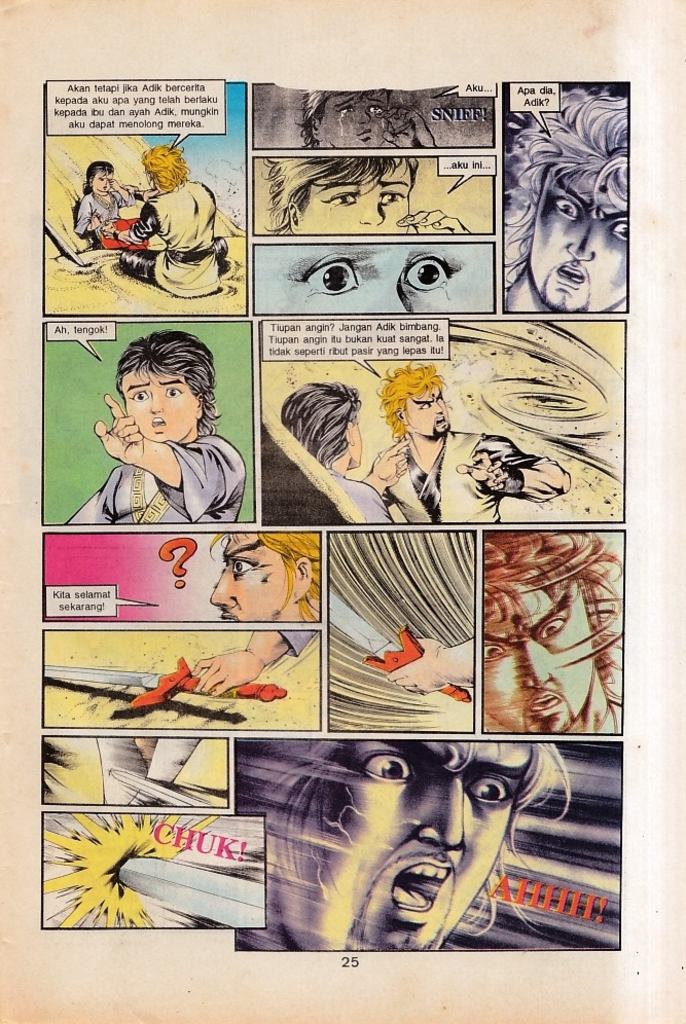 Akan tetapi jika Adik bercerita
kepada aku apa yang telah berlaku
kepada ibu dan ayah Adik, mungkin
aku dapat menolong mereka.
Aku...
SNIFF!
...aku ini...
Apa dia,
Adik?
Ah, tengok!
Tiupan angin? Jangan Adik bimbang.
Tiupan angin itu bukan kuat sangat. Ia
tidak seperti ribut pasir yang lepas itu!
?
Kita selamat
sekarang!
CHUK!
AHHH!
25